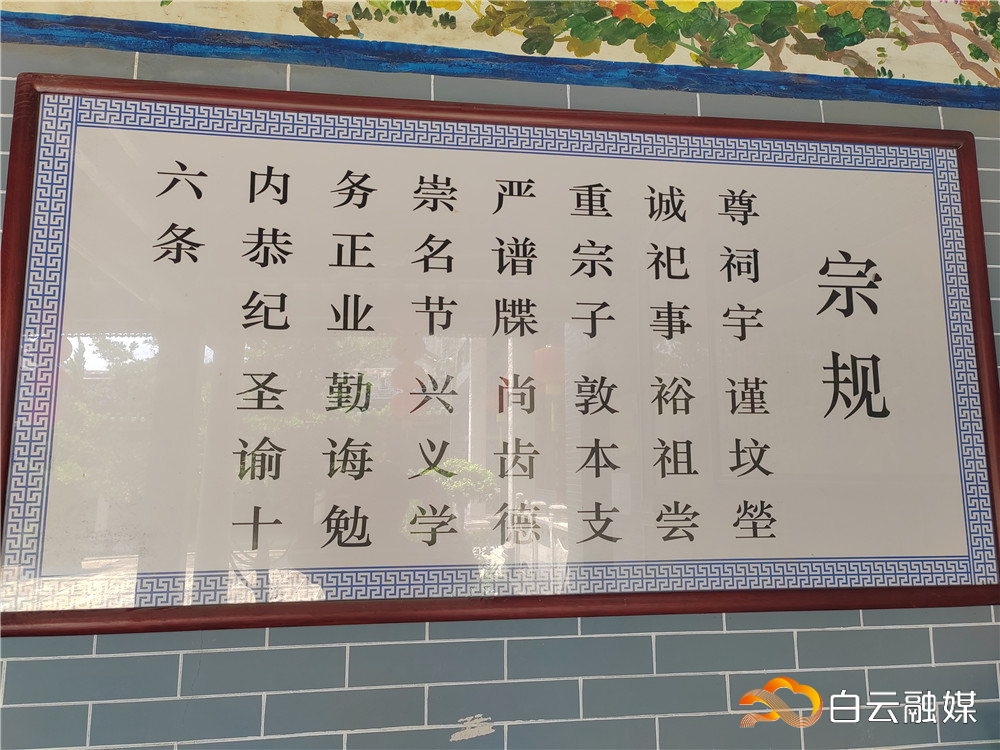 宗规
尊祠宇 谨坟塋
诚祀事 裕祖尝
重宗子 敦本支
严谱牒 尚齿德
崇名节 兴义学
务正业 勤诲勉
内恭纪 圣谕十
六条
白云融媒